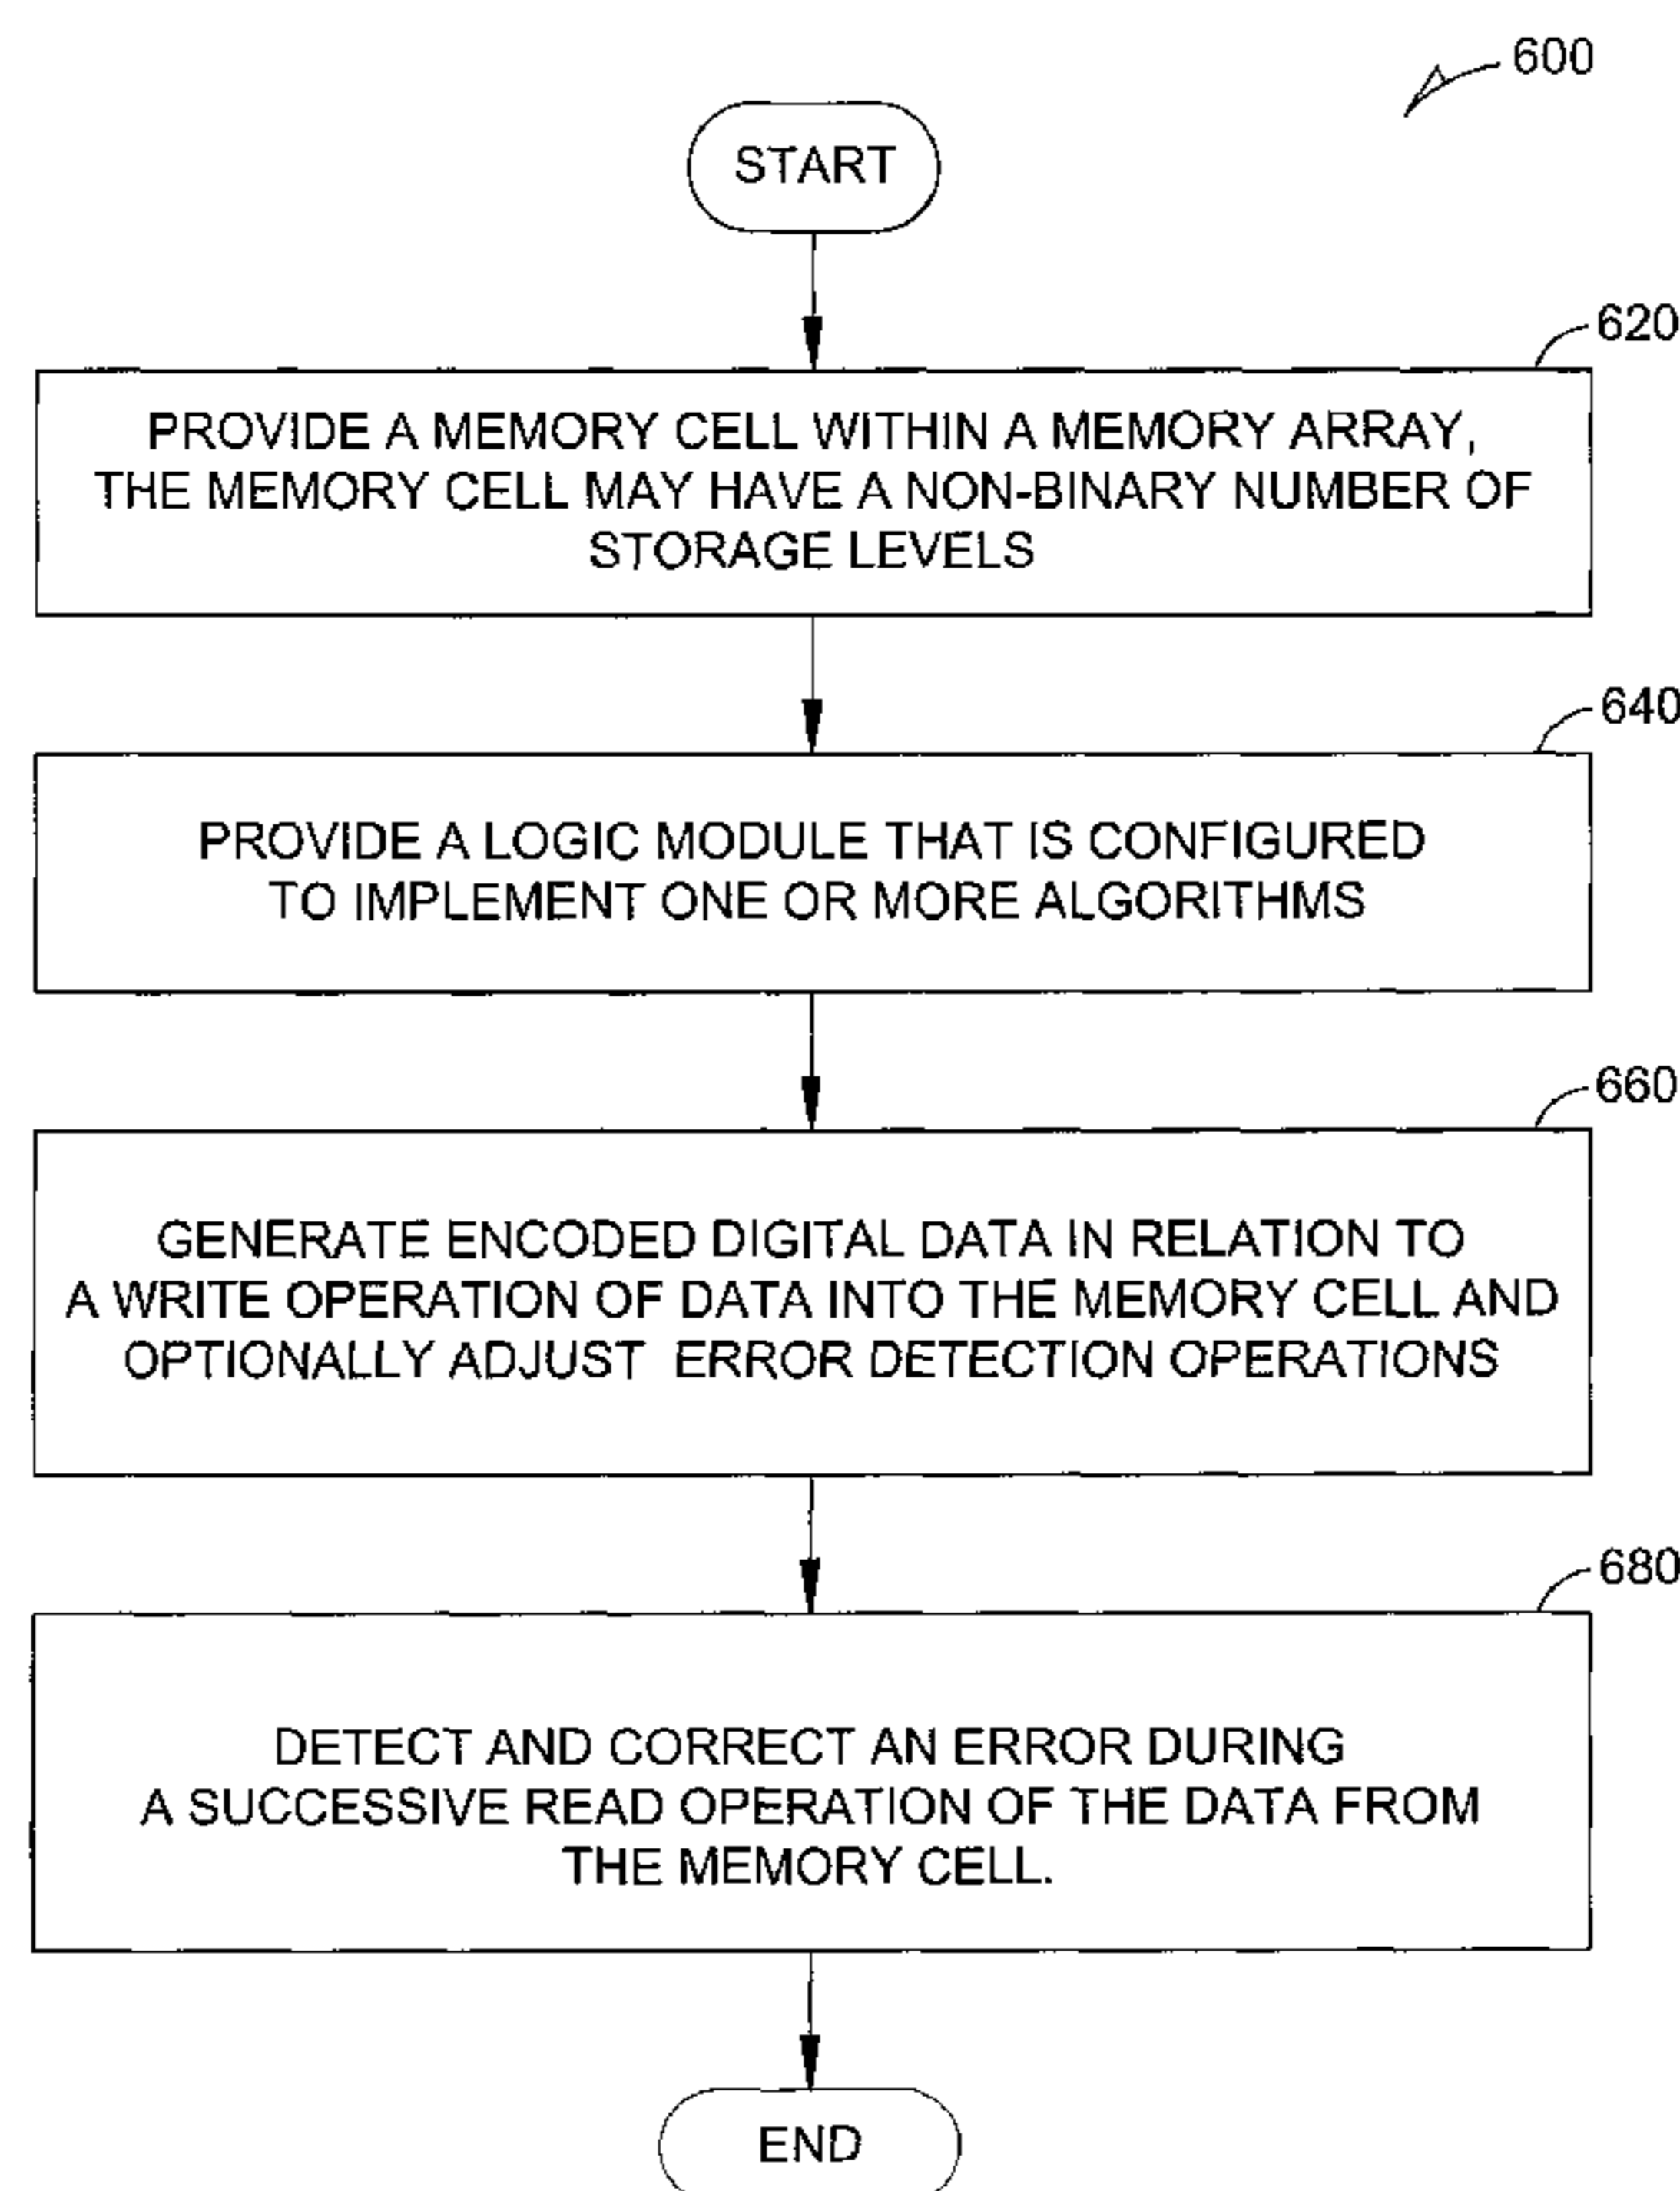 600
START
620
PROVIDE A MEMORY CELL WITHIN A MEMORY ARRAY,
THE MEMORY CELL MAY HAVE A NON-BINARY NUMBER OF
STORAGE LEVELS
640
PROVIDE A LOGIC MODULE THAT IS CONFIGURED
TO IMPLEMENT ONE OR MORE ALGORITHMS
660
GENERATE ENCODED DIGITAL DATA IN RELATION TO
A WRITE OPERATION OF DATA INTO THE MEMORY CELL AND
OPTIONALLY ADJUST ERROR DETECTION OPERATIONS
680
DETECT AND CORRECT AN ERROR DURING
A SUCCESSIVE READ OPERATION OF THE DATA FROM
THE MEMORY CELL.
END